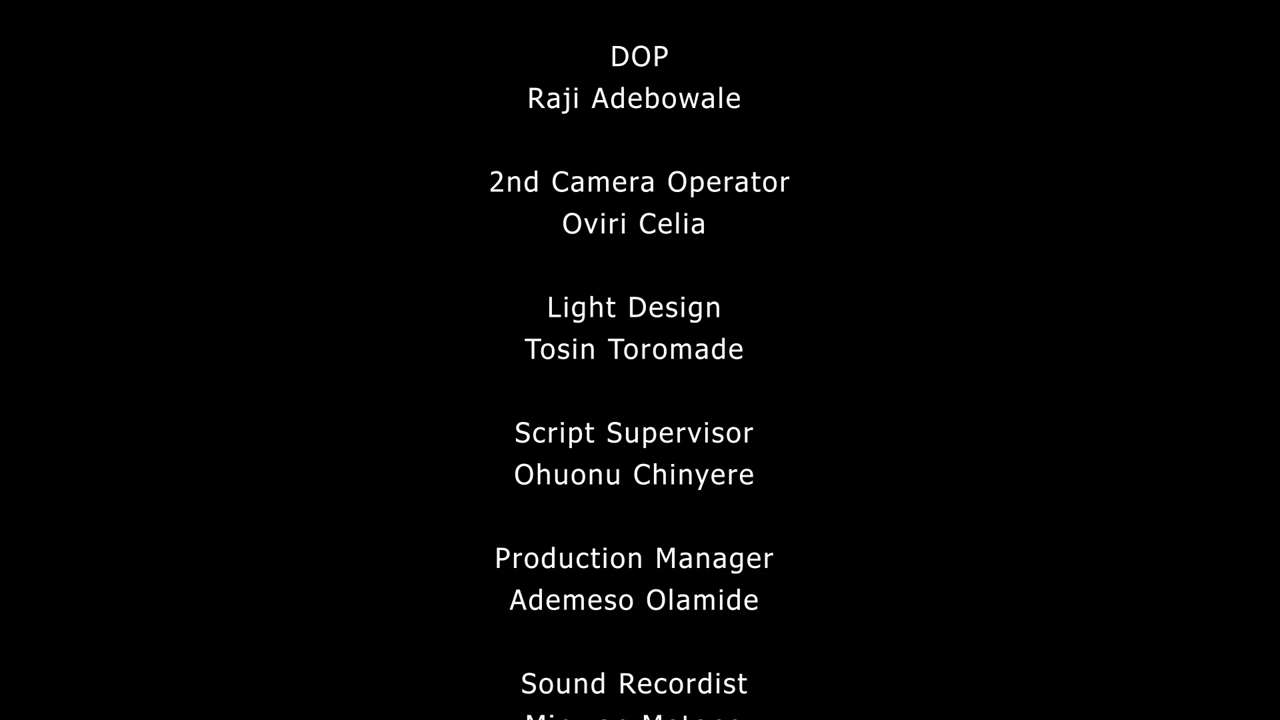 DOP
Raji Adebowale
2nd Camera Operator
Oviri Celia
Light Design
Tosin Toromade
Script Supervisor
Ohuonu Chinyere
Production Manager
Ademeso Olamide
Sound Recordist